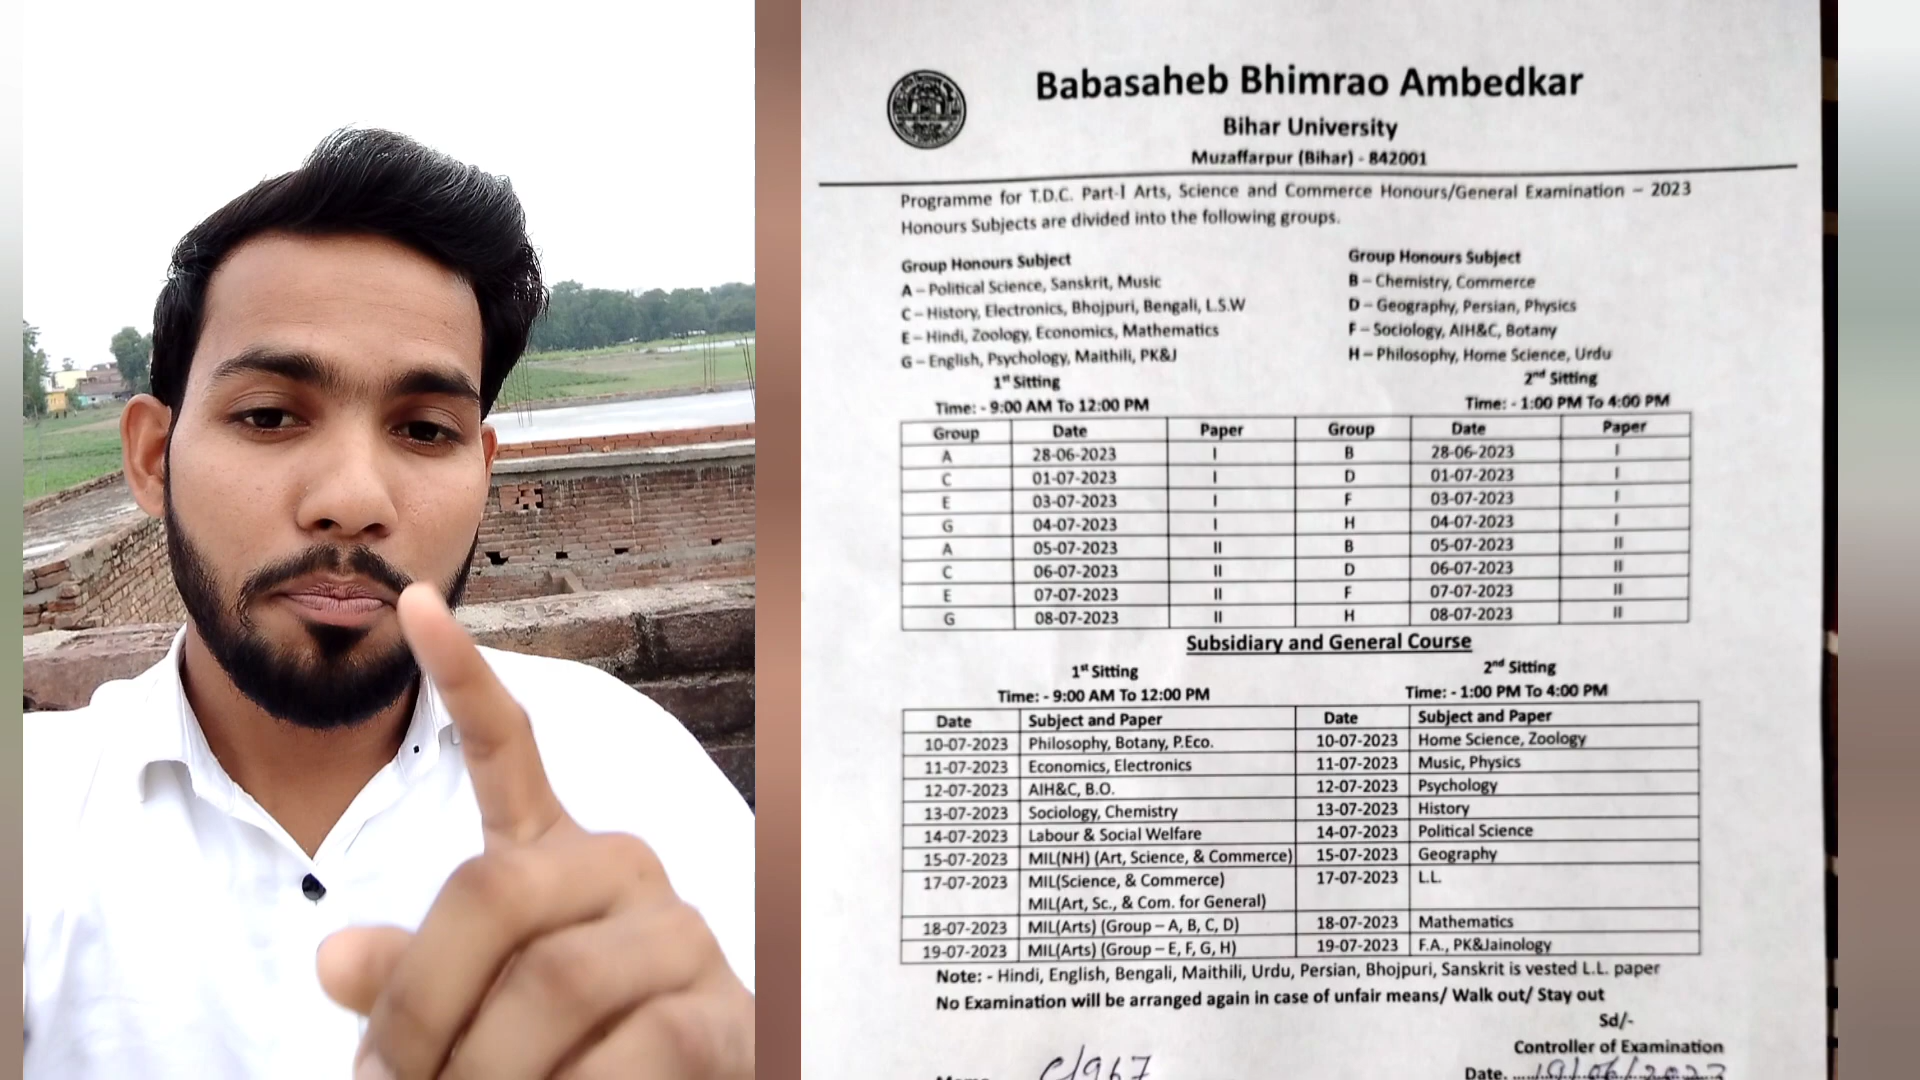 Babasaheb Bhimrao Ambedkar
Bihar University
Muzaffarpur (Bihar) - 842001
Programme for T.D.C. Part-I Arts, Science and Commerce Honours/General Examination – 2023
Honours Subjects are divided into the following groups.
Group Honours Subject Group Honours Subject
A – Political Science, Sanskrit, Music B – Chemistry, Commerce
C – History, Electronics, Bhojpuri, Bengali, L.S.W D – Geography, Persian, Physics
E – Hindi, Zoology, Economics, Mathematics F – Sociology, AIH&C, Botany
G – English, Psychology, Maithili, PK&J H – Philosophy, Home Science, Urdu
1st Sitting 2nd Sitting
Time: - 9:00 AM To 12:00 PM Time: - 1:00 PM To 4:00 PM
Group Date Paper Group Date Paper
A 28-06-2023 I B 28-06-2023 I
C 01-07-2023 I D 01-07-2023 I
E 03-07-2023 I F 03-07-2023 I
G 04-07-2023 I H 04-07-2023 I
A 05-07-2023 II B 05-07-2023 II
C 06-07-2023 II D 06-07-2023 II
E 07-07-2023 II F 07-07-2023 II
G 08-07-2023 II H 08-07-2023 II
Subsidiary and General Course
1st Sitting 2nd Sitting
Time: - 9:00 AM To 12:00 PM Time: - 1:00 PM To 4:00 PM
Date Subject and Paper Date Subject and Paper
10-07-2023 Philosophy, Botany, P.Eco. 10-07-2023 Home Science, Zoology
11-07-2023 Economics, Electronics 11-07-2023 Music, Physics
12-07-2023 AIH&C, B.O. 12-07-2023 Psychology
13-07-2023 Sociology, Chemistry 13-07-2023 History
14-07-2023 Labour & Social Welfare 14-07-2023 Political Science
15-07-2023 MIL(NH) (Art, Science, & Commerce) 15-07-2023 Geography
17-07-2023 MIL(Science, & Commerce) 17-07-2023 L.L.
MIL(Art, Sc., & Com. for General)
18-07-2023 MIL(Arts) (Group – A, B, C, D) 18-07-2023 Mathematics
19-07-2023 MIL(Arts) (Group – E, F, G, H) 19-07-2023 F.A., PK&Jainology
Note: - Hindi, English, Bengali, Maithili, Urdu, Persian, Bhojpuri, Sanskrit is vested L.L. paper
No Examination will be arranged again in case of unfair means/ Walk out/ Stay out
Sd/-
Controller of Examination
Date. 19/06/2023